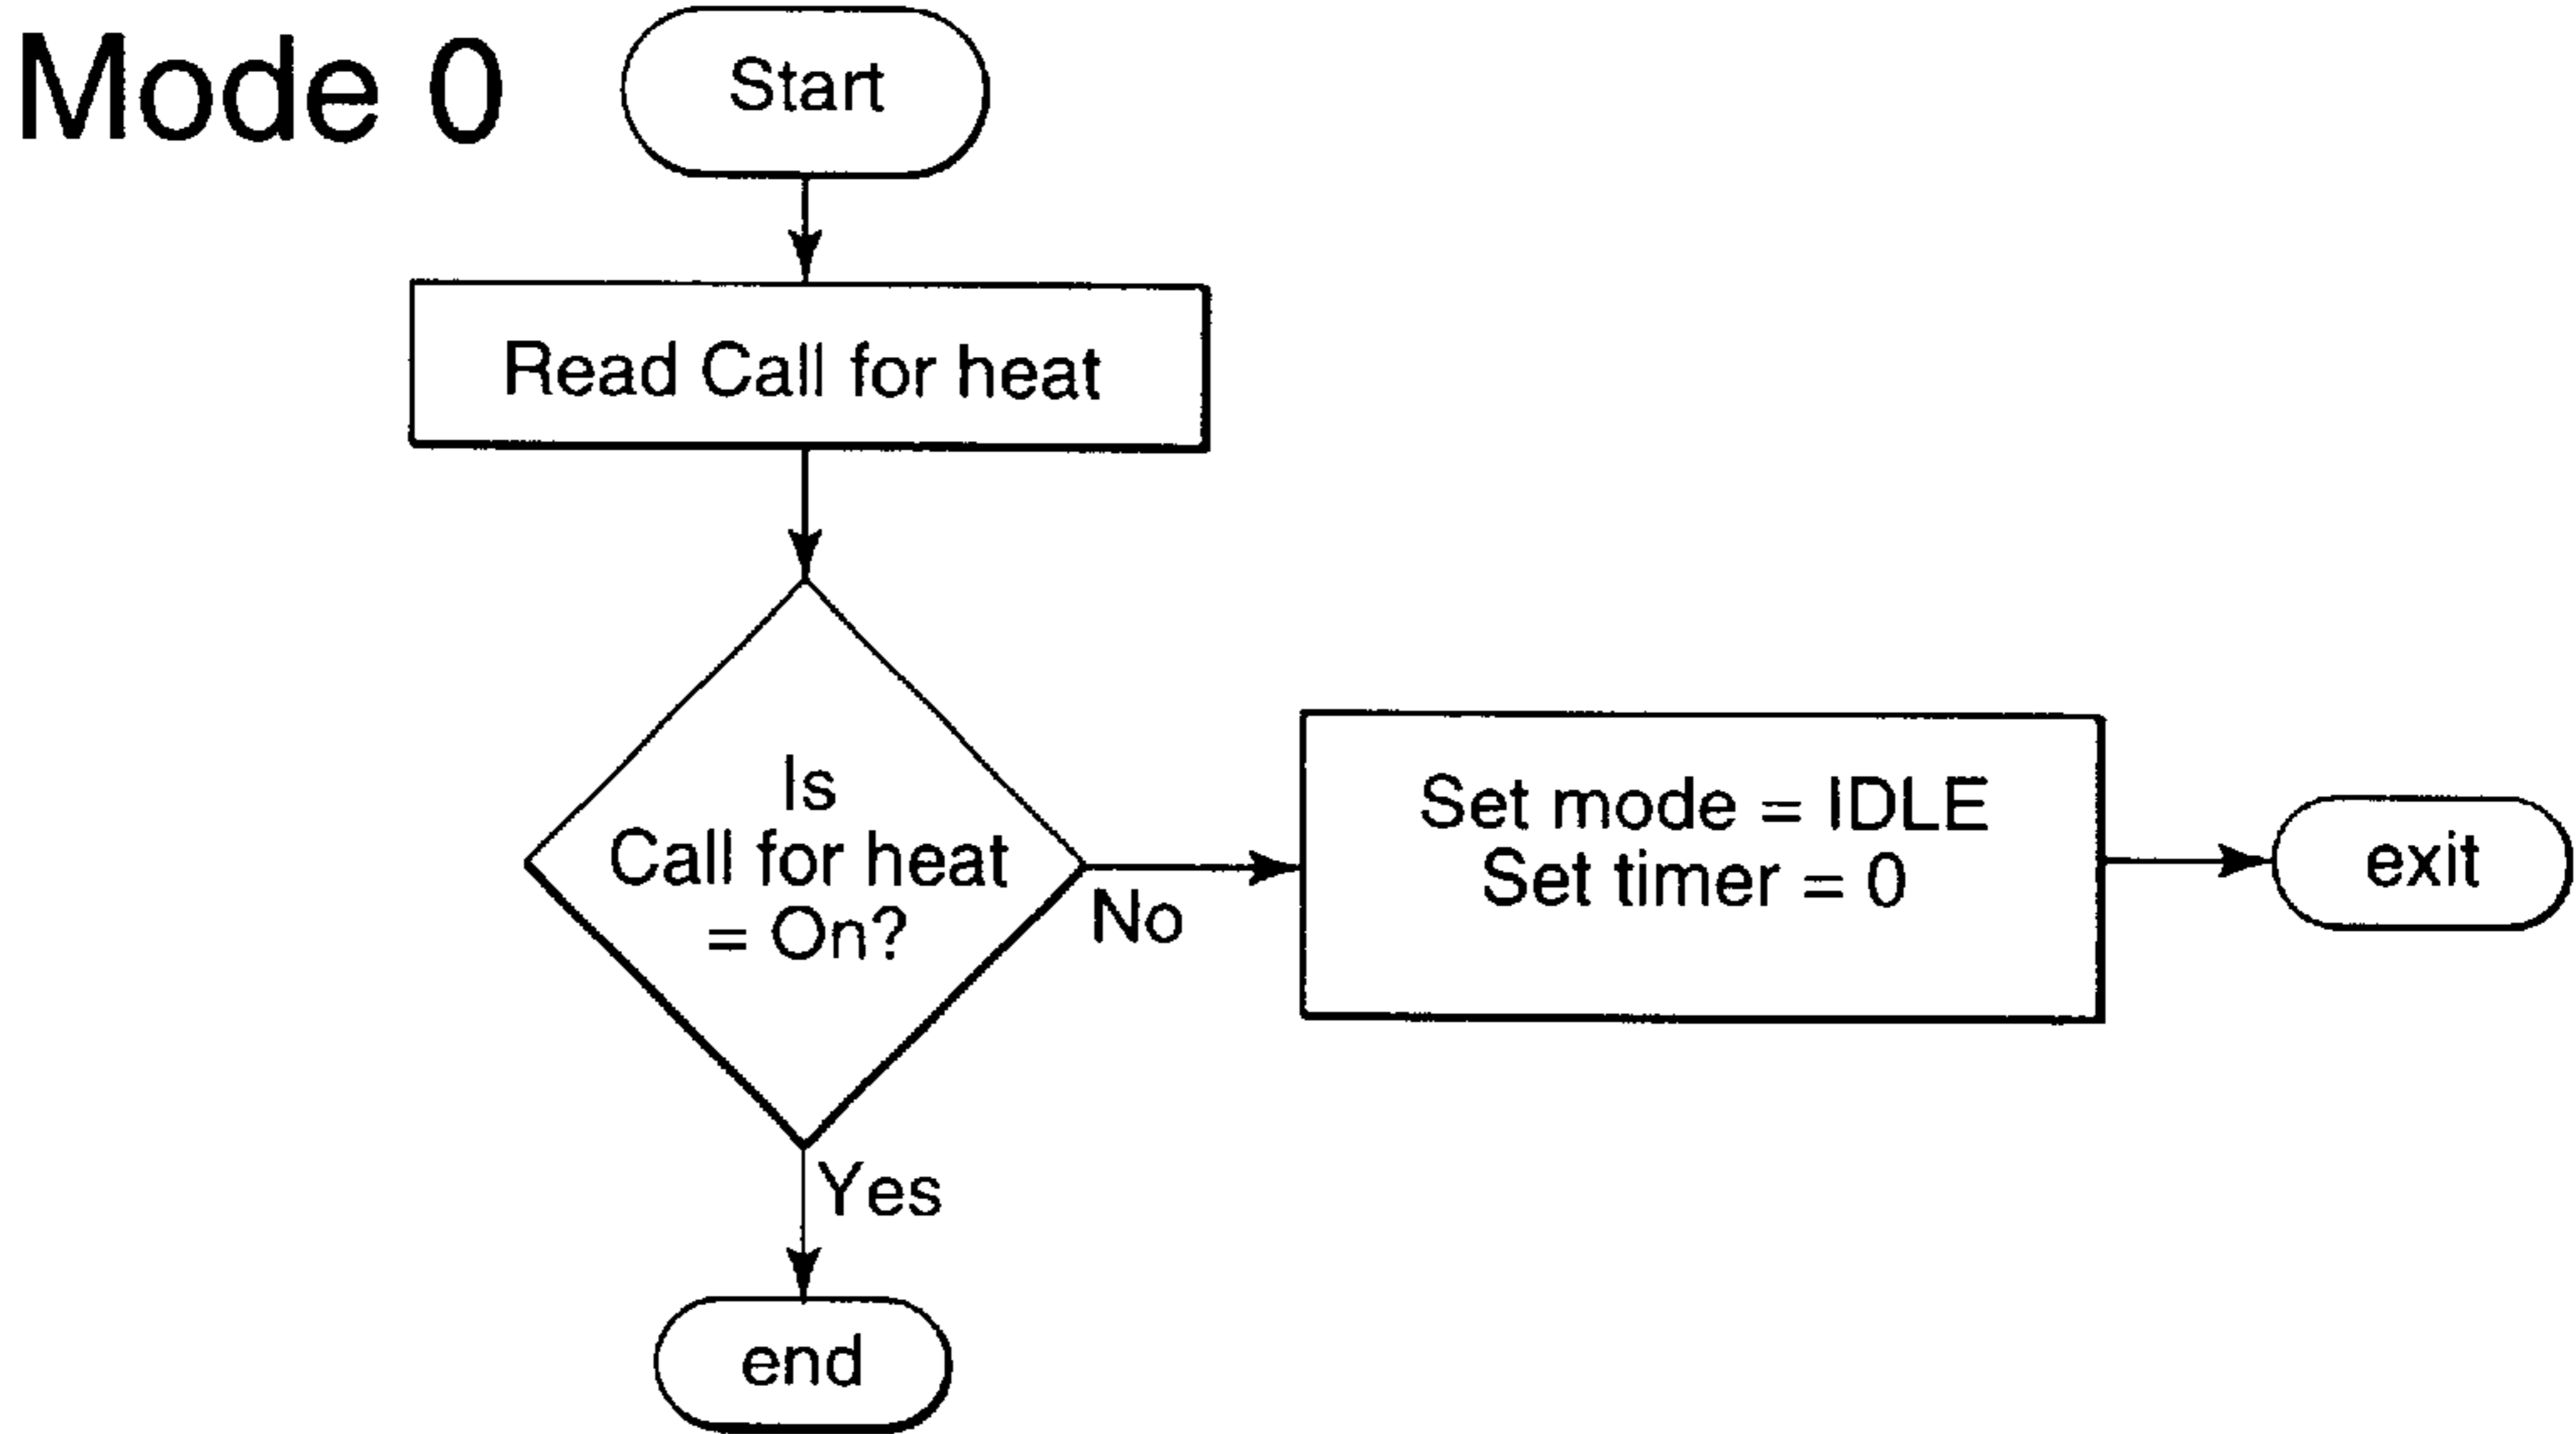 Mode 0
Start
Read Call for heat
Is
Call for heat
= On?
No
Set mode = IDLE
Set timer = 0
exit
Yes
end